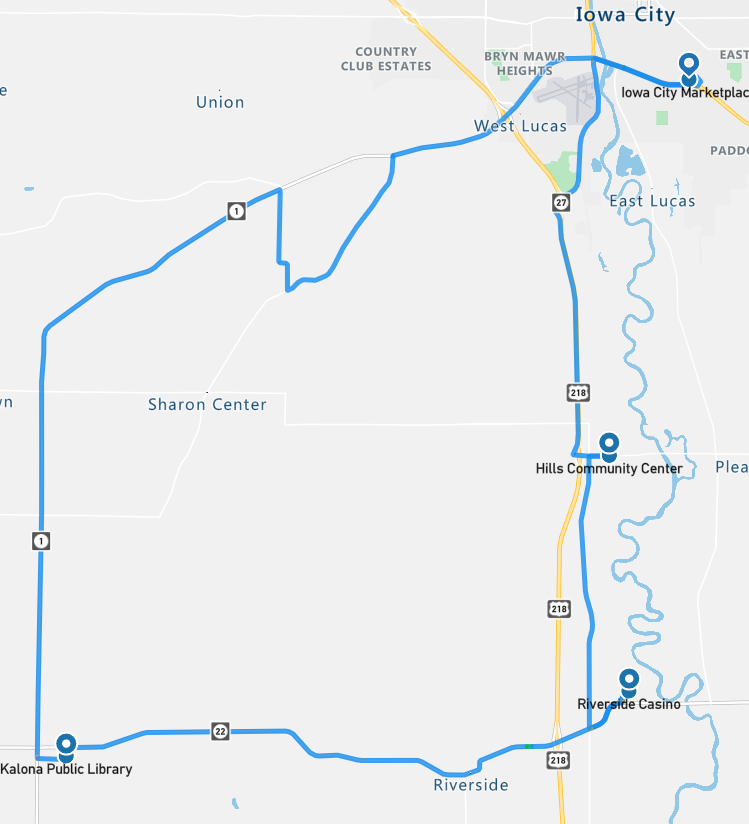 Iowa City
COUNTRY
CLUB ESTATES
BRYN MAWR
HEIGHTS
EAST
e
Union
Iowa City Marketplac
West Lucas
PADDO
27
East Lucas
1
218
wn
Sharon Center
Hills Community Center
Plea
1
218
Riverside Casino
22
Kalona Public Library
218
Riverside